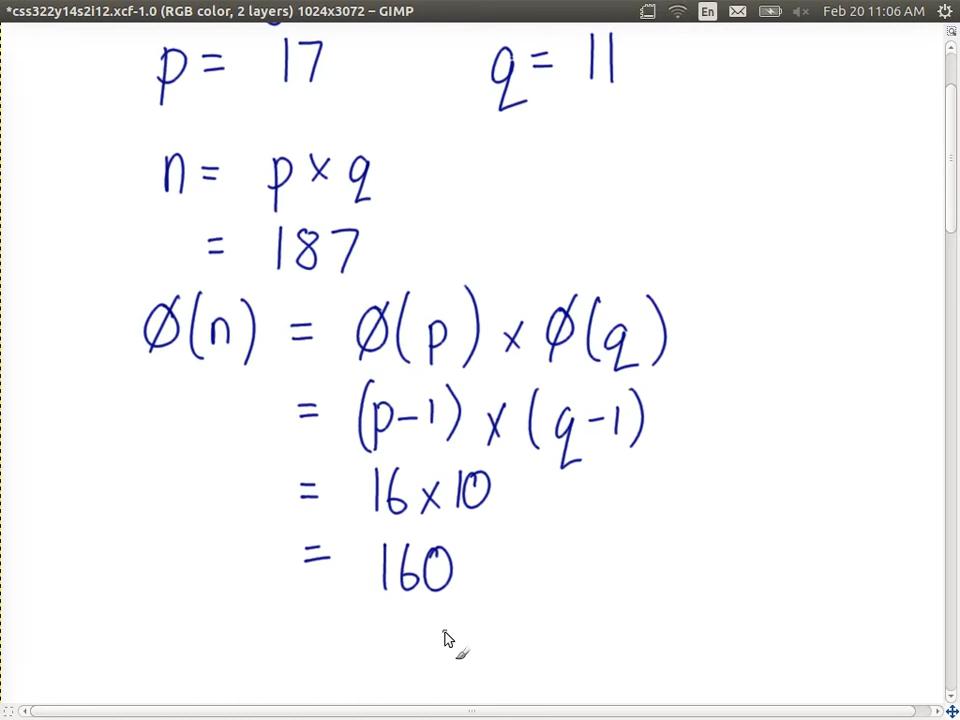 *css322y14s2i12.xcf-1.0 (RGB color, 2 layers) 1024x3072 – GIMP En Feb 20 11:06 AM
p = 17 q = 11
n = p × q
= 187
Ø(n) = Ø(p) × Ø(q)
= (p-1) × (q-1)
= 16 × 10
= 160